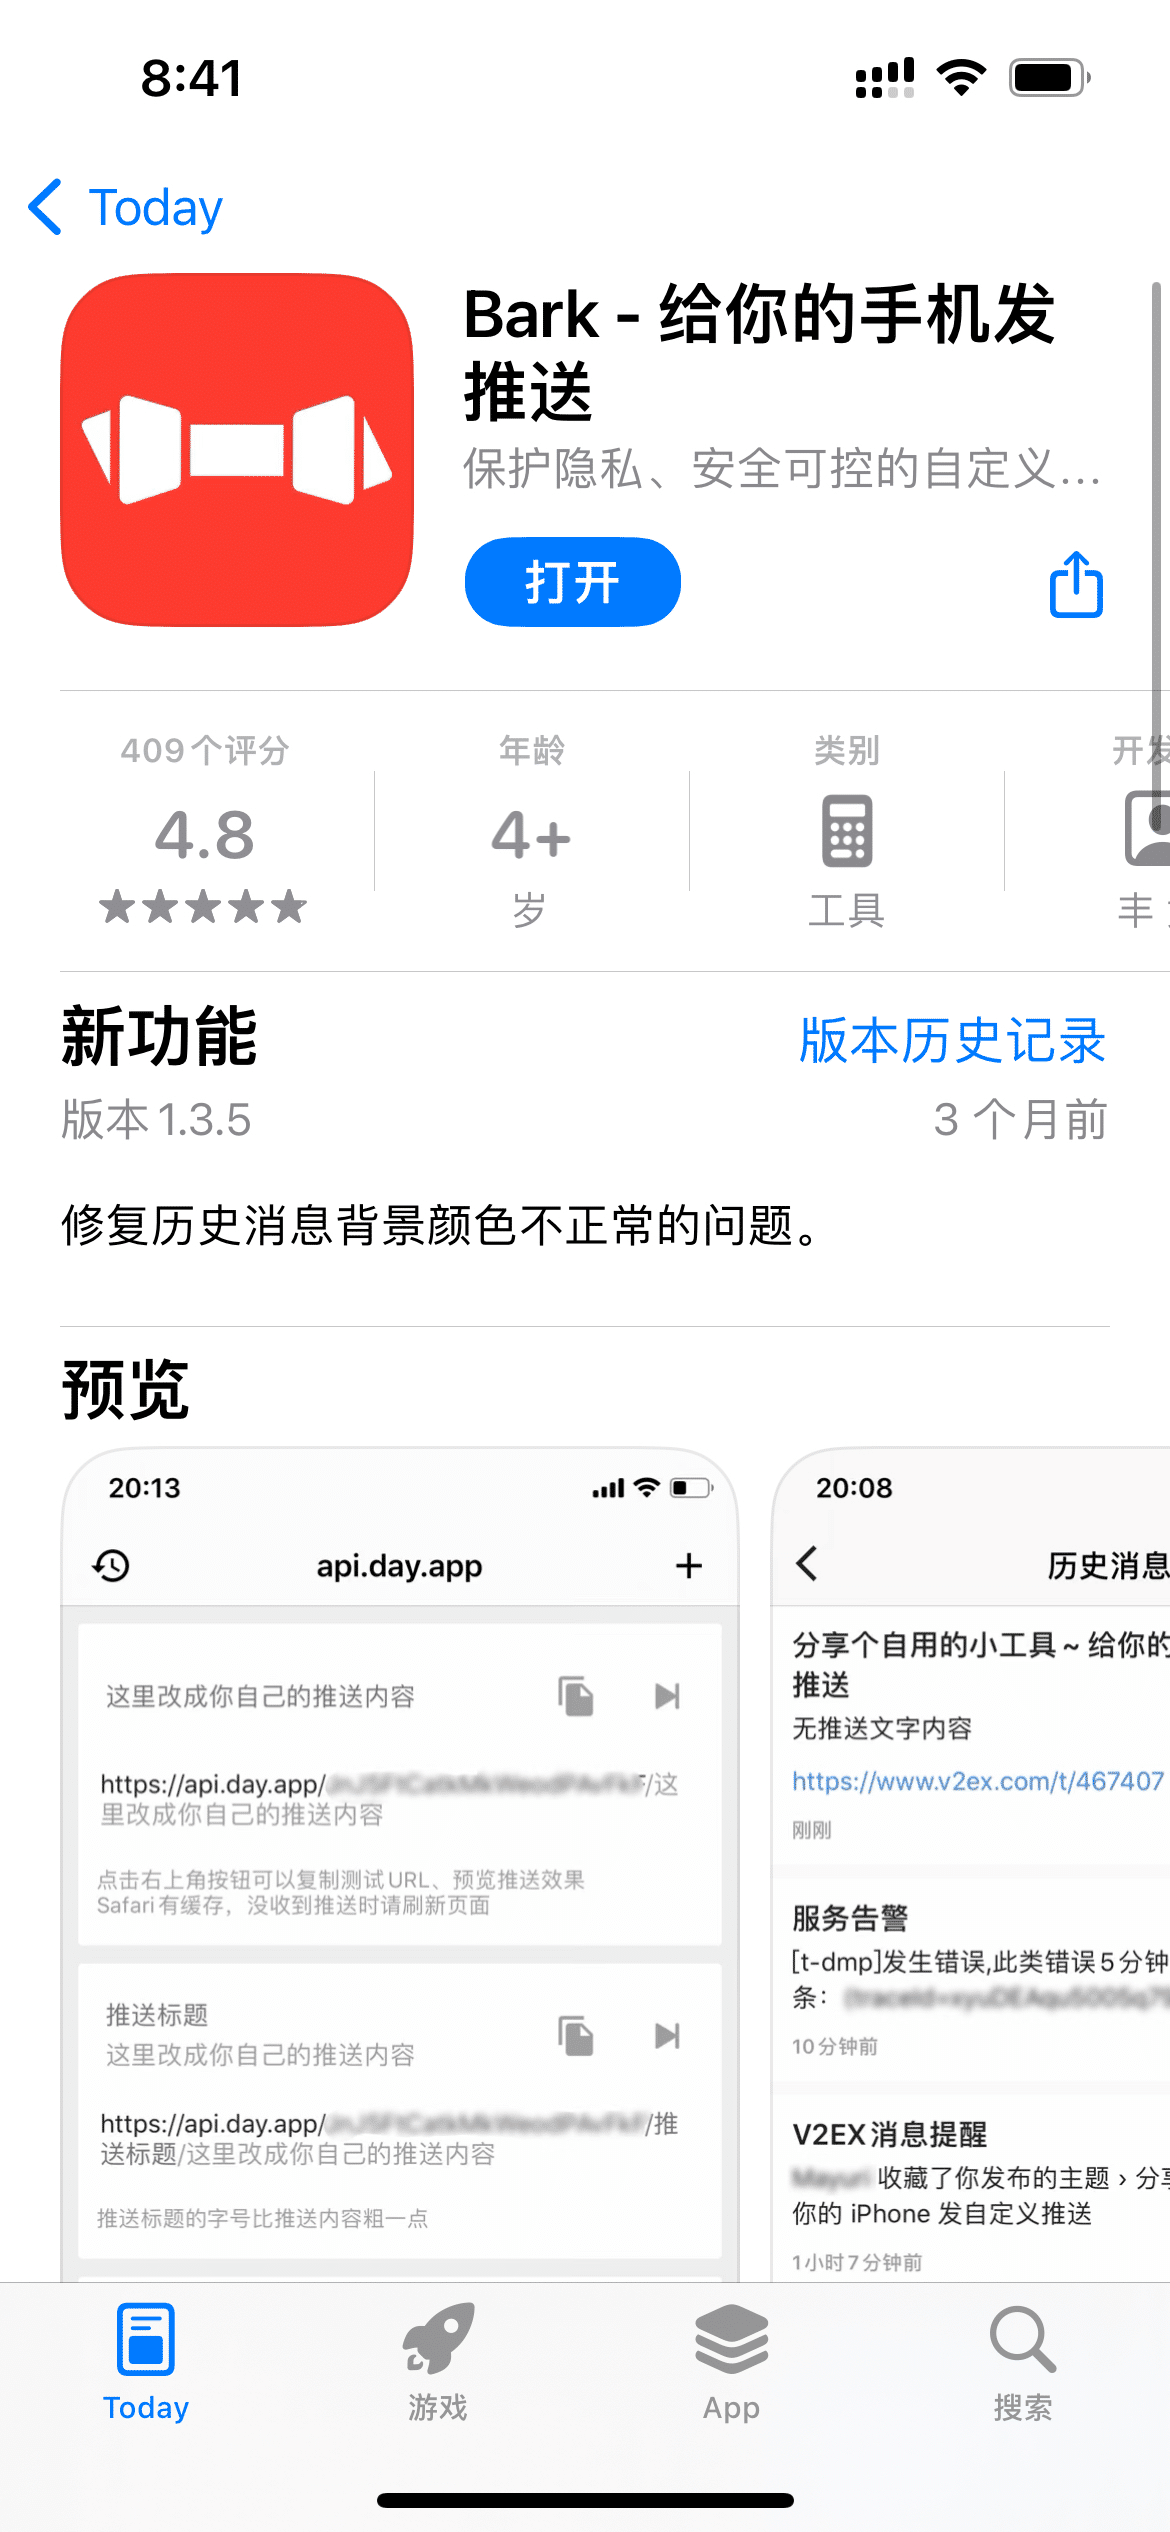 8:41
Today
Bark - 给你的手机发
推送
保护隐私、安全可控的自定义...
打开
409个评分
4.8
年龄
4+
岁
类别
工具
开发
丰
新功能
版本历史记录
版本 1.3.5
3 个月前
修复历史消息背景颜色不正常的问题。
预览
20:13
api.day.app
这里改成你自己的推送内容
https://api.day.app/
/这
里改成你自己的推送内容
点击右上角按钮可以复制测试URL、预览推送效果
Safari有缓存，没收到推送时请刷新页面
推送标题
这里改成你自己的推送内容
https://api.day.app/
/推
送标题/这里改成你自己的推送内容
推送标题的字号比推送内容粗一点
20:08
历史消息
分享个自用的小工具 ~ 给你的
推送
无推送文字内容
https://www.v2ex.com/t/467407
刚刚
服务告警
[t-dmp]发生错误,此类错误5分钟
条：
10分钟前
V2EX消息提醒
收藏了你发布的主题 › 分享
你的 iPhone 发自定义推送
1小时7分钟前
Today
游戏
App
搜索